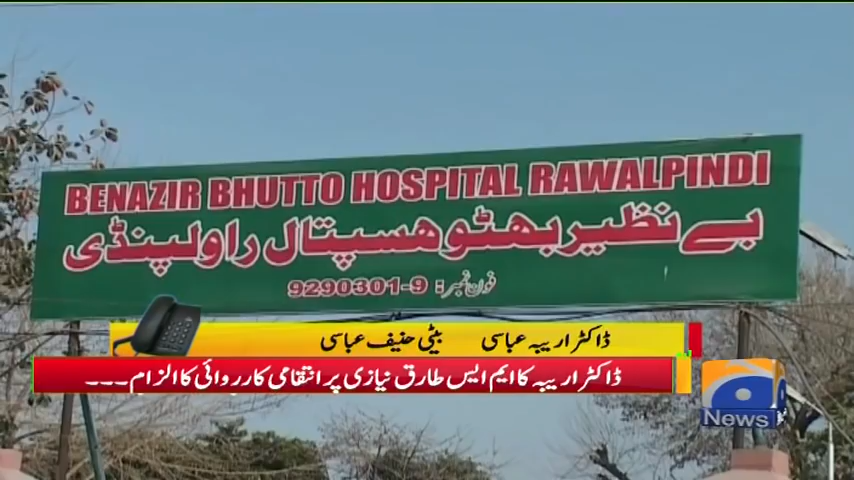 BENAZIR BHUTTO HOSPITAL RAWALPINDI
بے نظیر بھٹو ہسپتال راولپنڈی
فون نمبر: 9290301-9
ڈاکٹر اریبہ عباسی بیٹی حنیف عباسی
ڈاکٹر اریبہ کا ایم ایس طارق نیازی پر انتقامی کارروائی کا الزام ۔۔۔
News